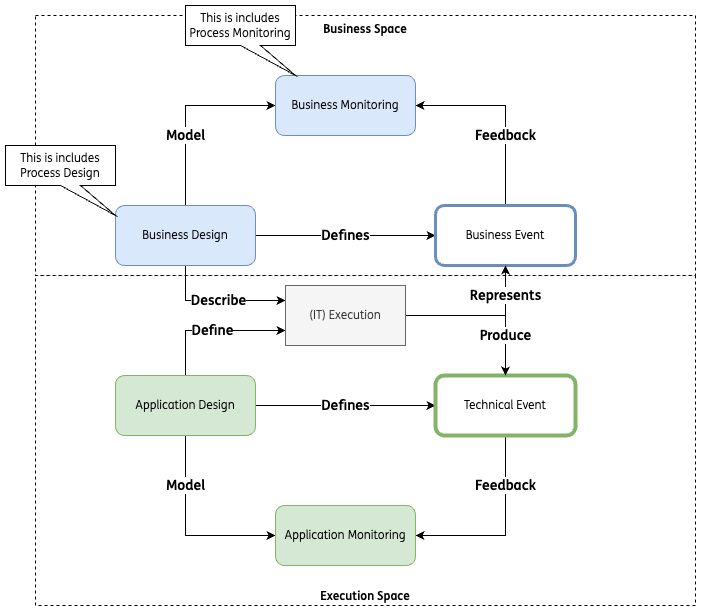 This is includes
Process Monitoring
Business Space
Business Monitoring
Model
Feedback
This is includes
Process Design
Business Design
Defines
Business Event
Describe
Represents
(IT) Execution
Define
Produce
Application Design
Defines
Technical Event
Model
Feedback
Application Monitoring
Execution Space